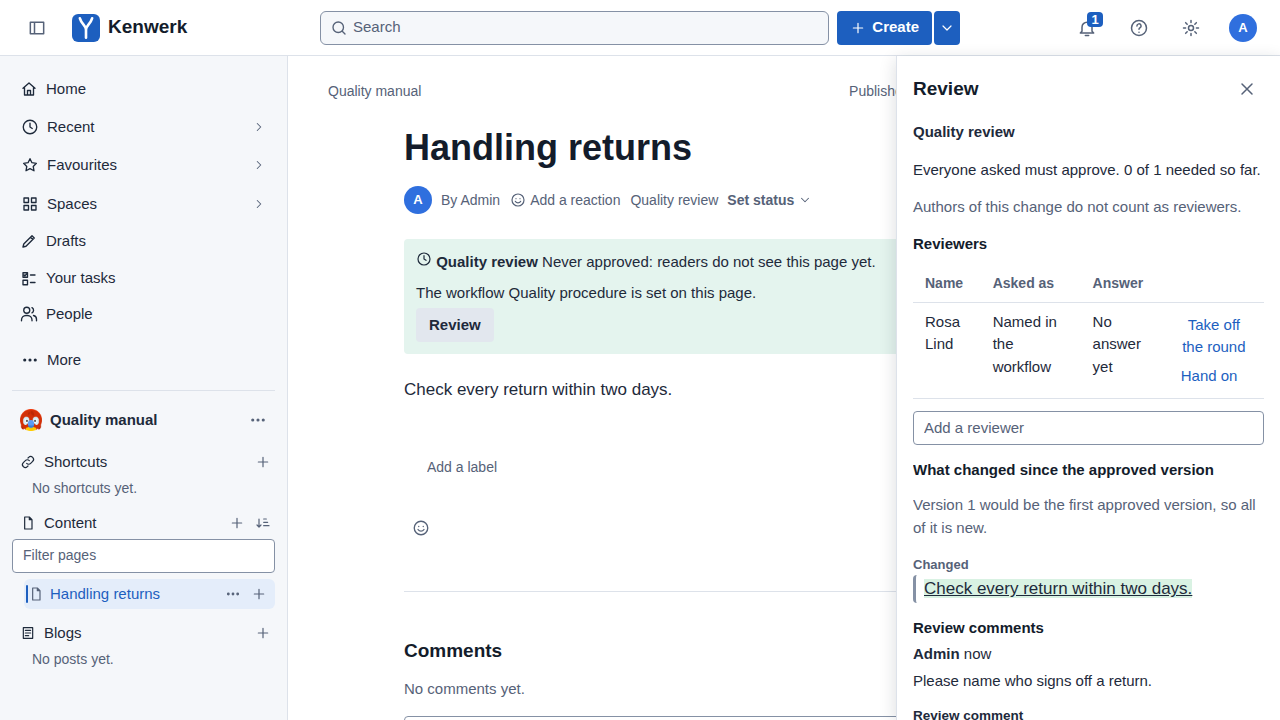 Kenwerk
Search
Create
1
A
Home
Recent
Favourites
Spaces
Drafts
Your tasks
People
More
Quality manual
Shortcuts
No shortcuts yet.
Content
Filter pages
Handling returns
Blogs
No posts yet.
Quality manual
Handling returns
A By Admin Add a reaction Quality review Set status
Quality review Never approved: readers do not see this page yet.
The workflow Quality procedure is set on this page.
Review
Check every return within two days.
Add a label
Comments
No comments yet.
Review
Quality review
Everyone asked must approve. 0 of 1 needed so far.
Authors of this change do not count as reviewers.
Reviewers
Name Asked as Answer
Rosa Named in No Take off
Lind the answer the round
workflow yet Hand on
Add a reviewer
What changed since the approved version
Version 1 would be the first approved version, so all
of it is new.
Changed
Check every return within two days.
Review comments
Admin now
Please name who signs off a return.
Review comment